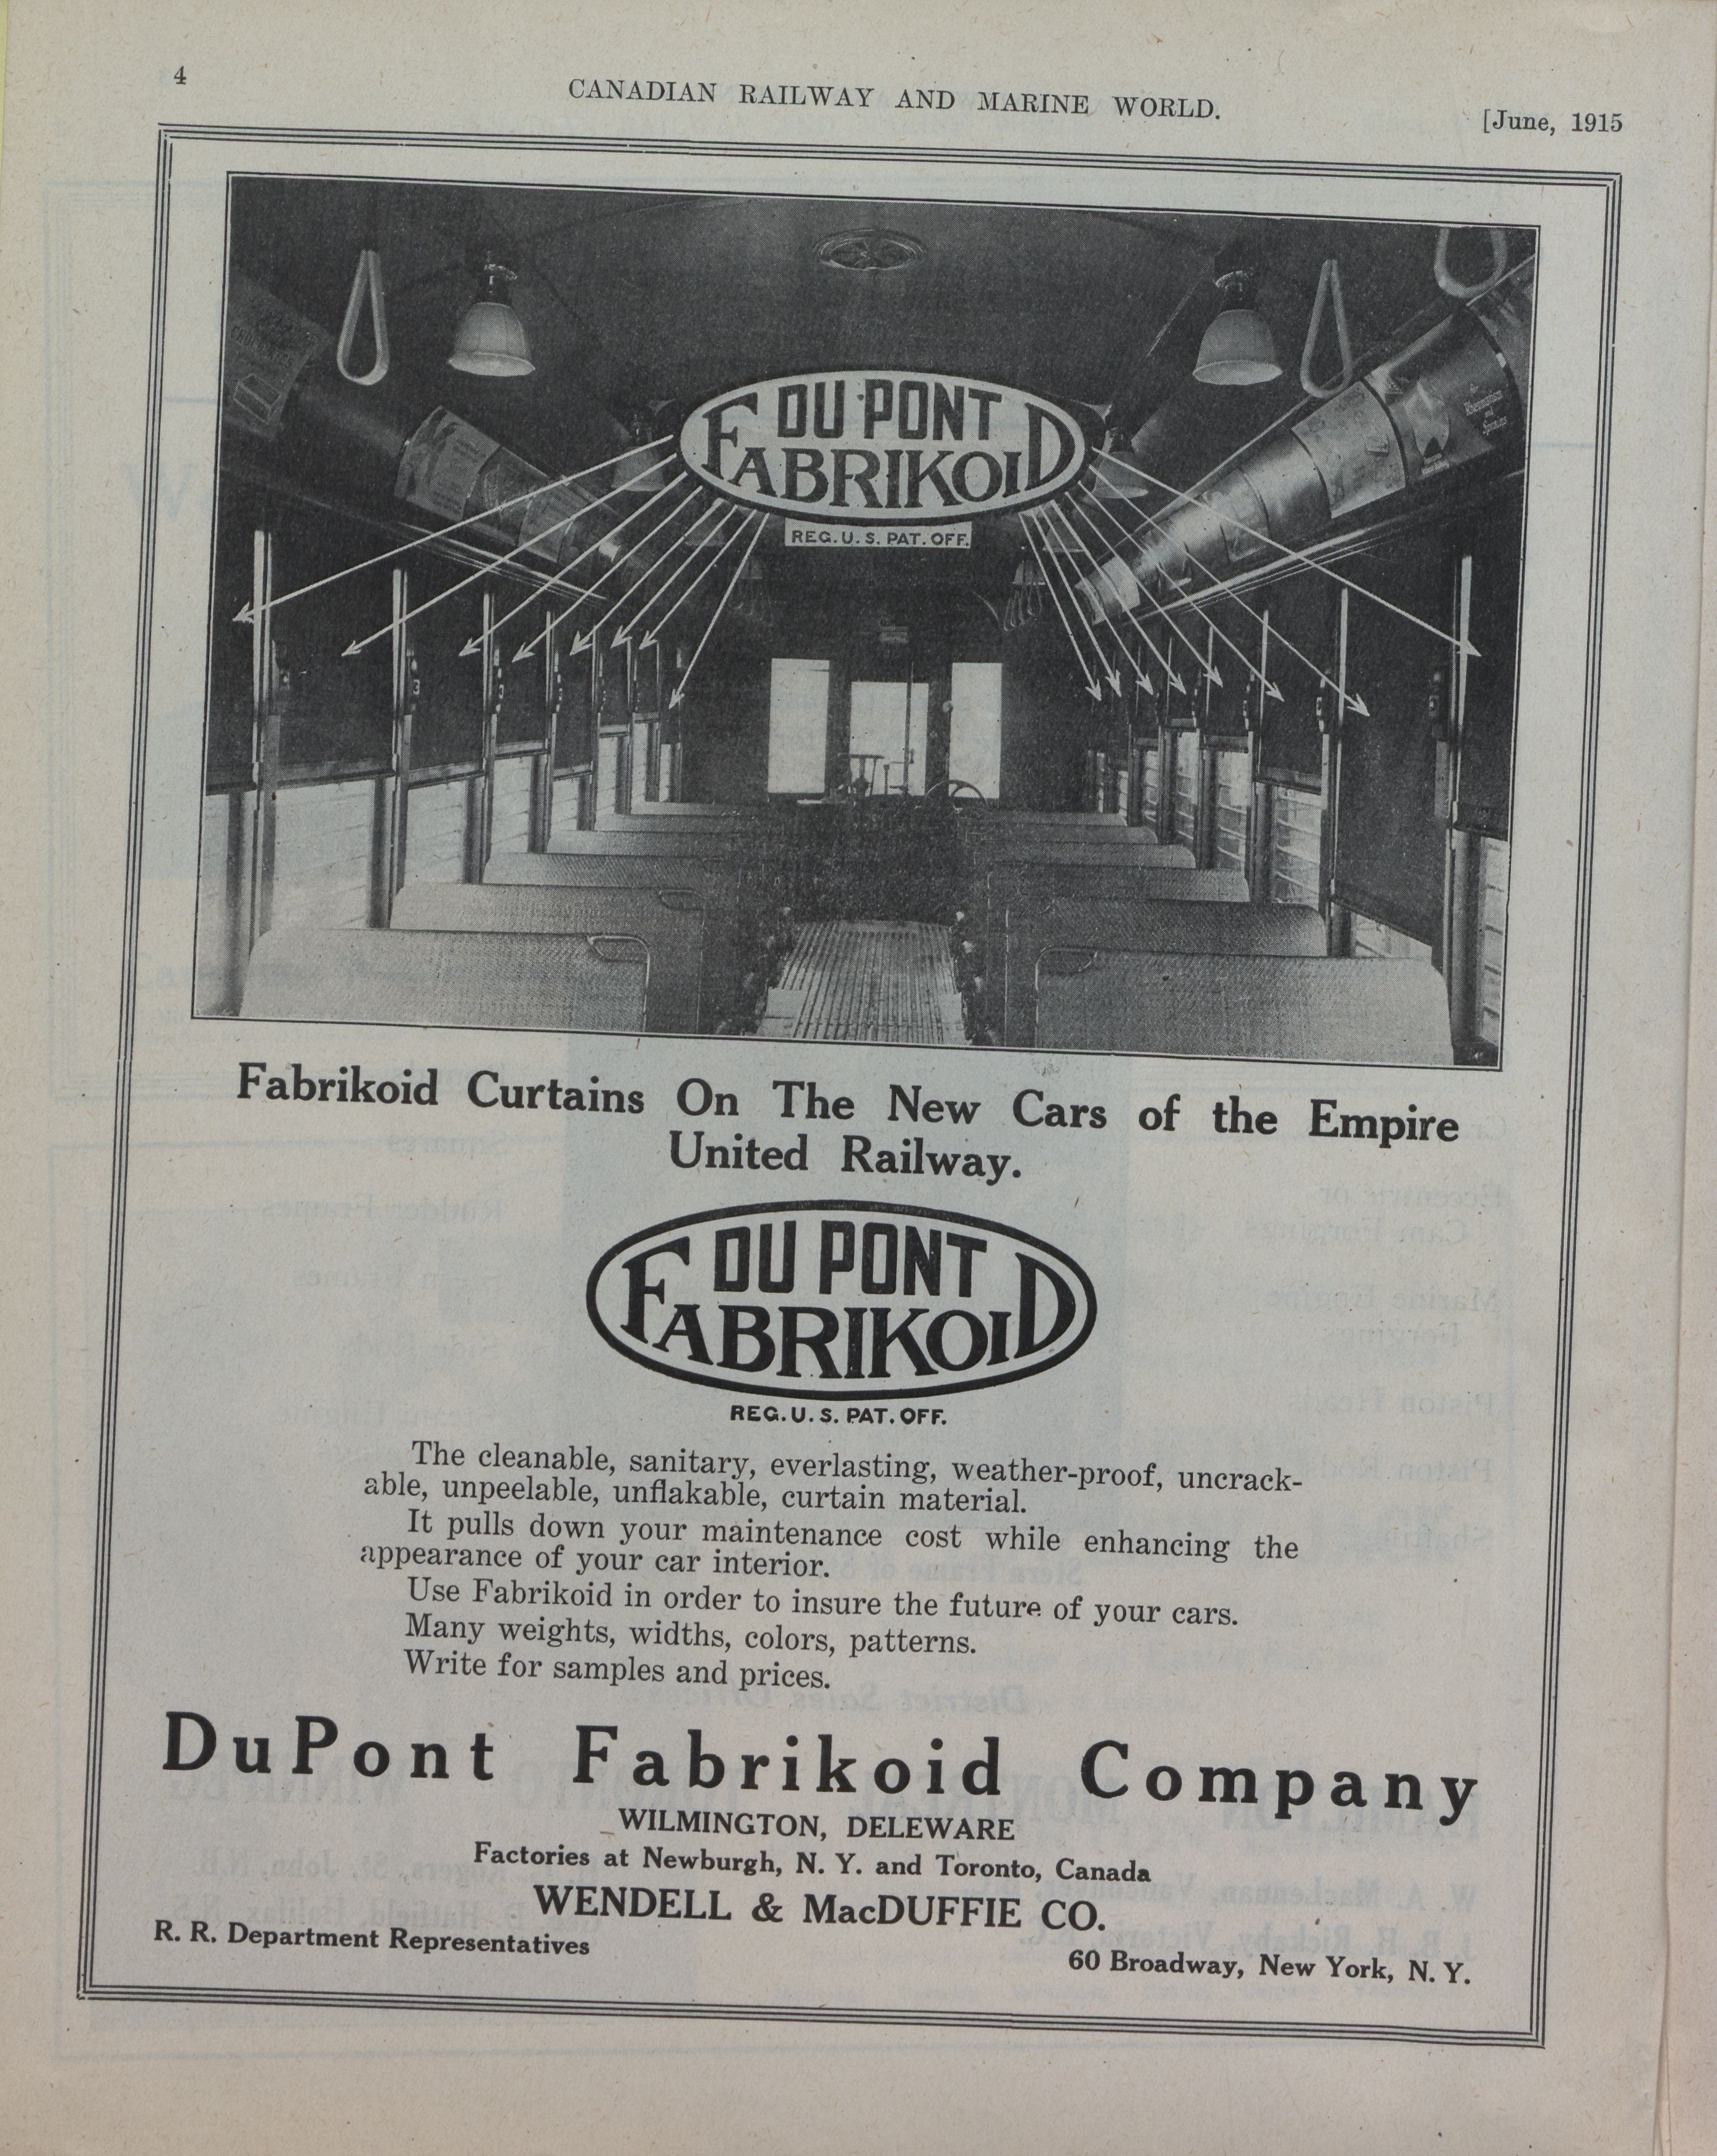 4
CANADIAN RAILWAY AND MARINE WORLD.
[June, 1915
Rheumatism
and
Sprains
DU PONT
FABRIKOID
REG. U. S. PAT. OFF.
Fabrikoid Curtains On The New Cars of the Empire
United Railway.
DU PONT
FABRIKOID
REG. U. S. PAT. OFF.
The cleanable, sanitary, everlasting, weather-proof, uncrack-
able, unpeelable, unflakable, curtain material.
It pulls down your maintenance cost while enhancing the
appearance of your car interior.
Use Fabrikoid in order to insure the future of your cars.
Many weights, widths, colors, patterns.
Write for samples and prices.
DuPont Fabrikoid Company
WILMINGTON, DELEWARE
Factories at Newburgh, N. Y. and Toronto, Canada
WENDELL & MacDUFFIE CO.
R. R. Department Representatives
60 Broadway, New York, N. Y.